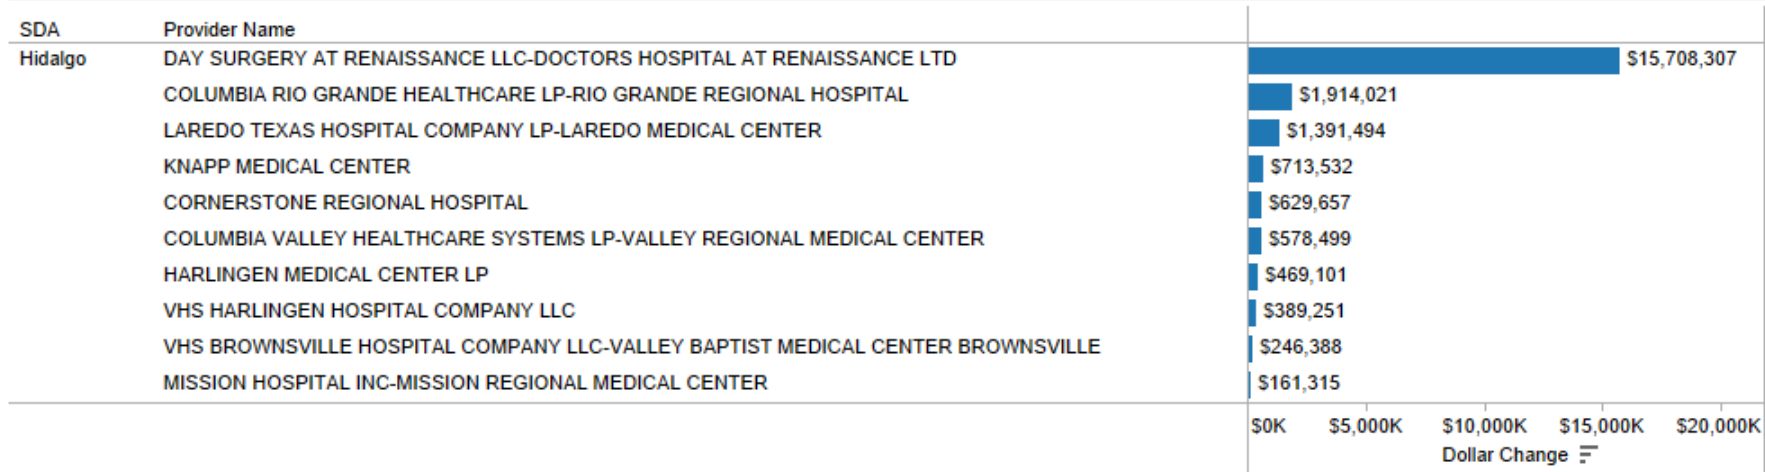 SDA Provider Name
Hidalgo DAY SURGERY AT RENAISSANCE LLC-DOCTORS HOSPITAL AT RENAISSANCE LTD $15,708,307
COLUMBIA RIO GRANDE HEALTHCARE LP-RIO GRANDE REGIONAL HOSPITAL $1,914,021
LAREDO TEXAS HOSPITAL COMPANY LP-LAREDO MEDICAL CENTER $1,391,494
KNAPP MEDICAL CENTER $713,532
CORNERSTONE REGIONAL HOSPITAL $629,657
COLUMBIA VALLEY HEALTHCARE SYSTEMS LP-VALLEY REGIONAL MEDICAL CENTER $578,499
HARLINGEN MEDICAL CENTER LP $469,101
VHS HARLINGEN HOSPITAL COMPANY LLC $389,251
VHS BROWNSVILLE HOSPITAL COMPANY LLC-VALLEY BAPTIST MEDICAL CENTER BROWNSVILLE $246,388
MISSION HOSPITAL INC-MISSION REGIONAL MEDICAL CENTER $161,315
$0K $5,000K $10,000K $15,000K $20,000K
Dollar Change